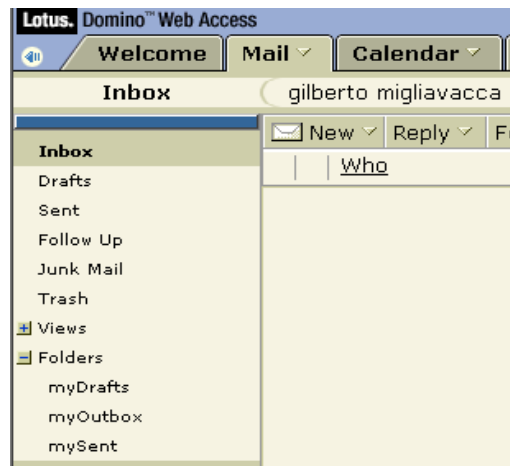 Lotus. Domino™ Web Access
Welcome Mail Calendar
Inbox gilberto migliavacca
New Reply F
Inbox Who
Drafts
Sent
Follow Up
Junk Mail
Trash
Views
Folders
myDrafts
myOutbox
mySent